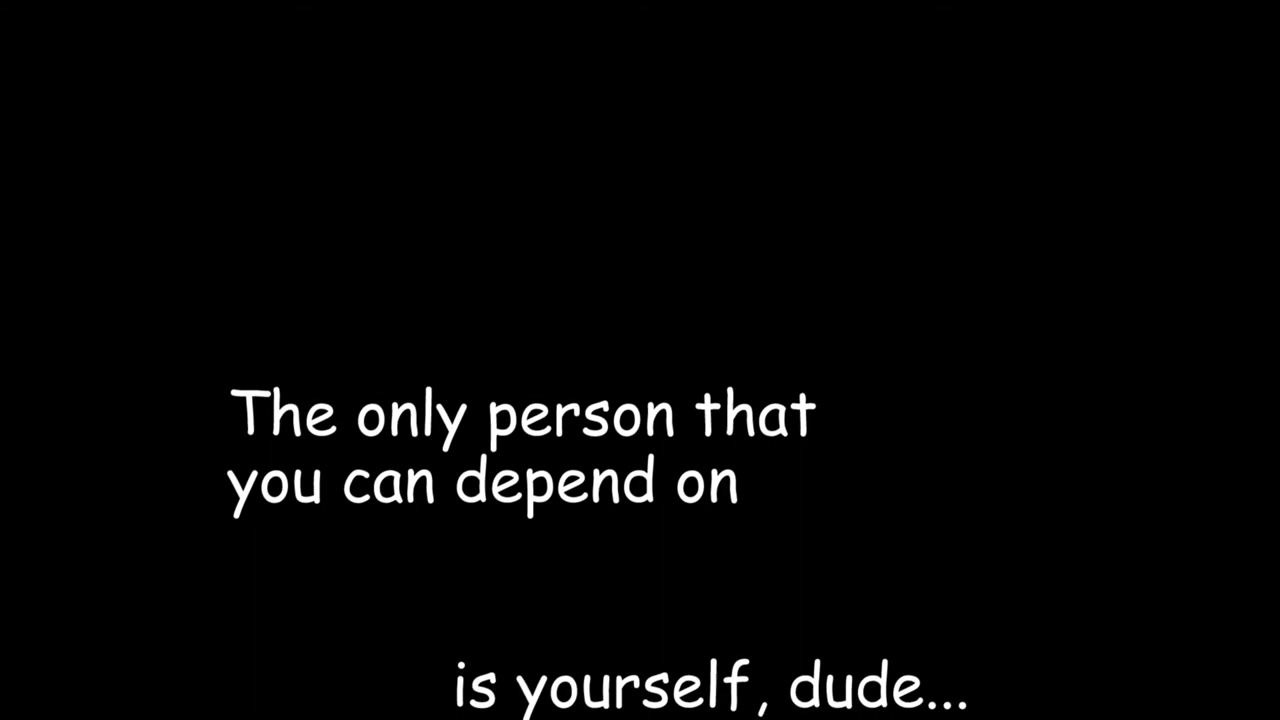 The only person that
you can depend on
is yourself, dude...